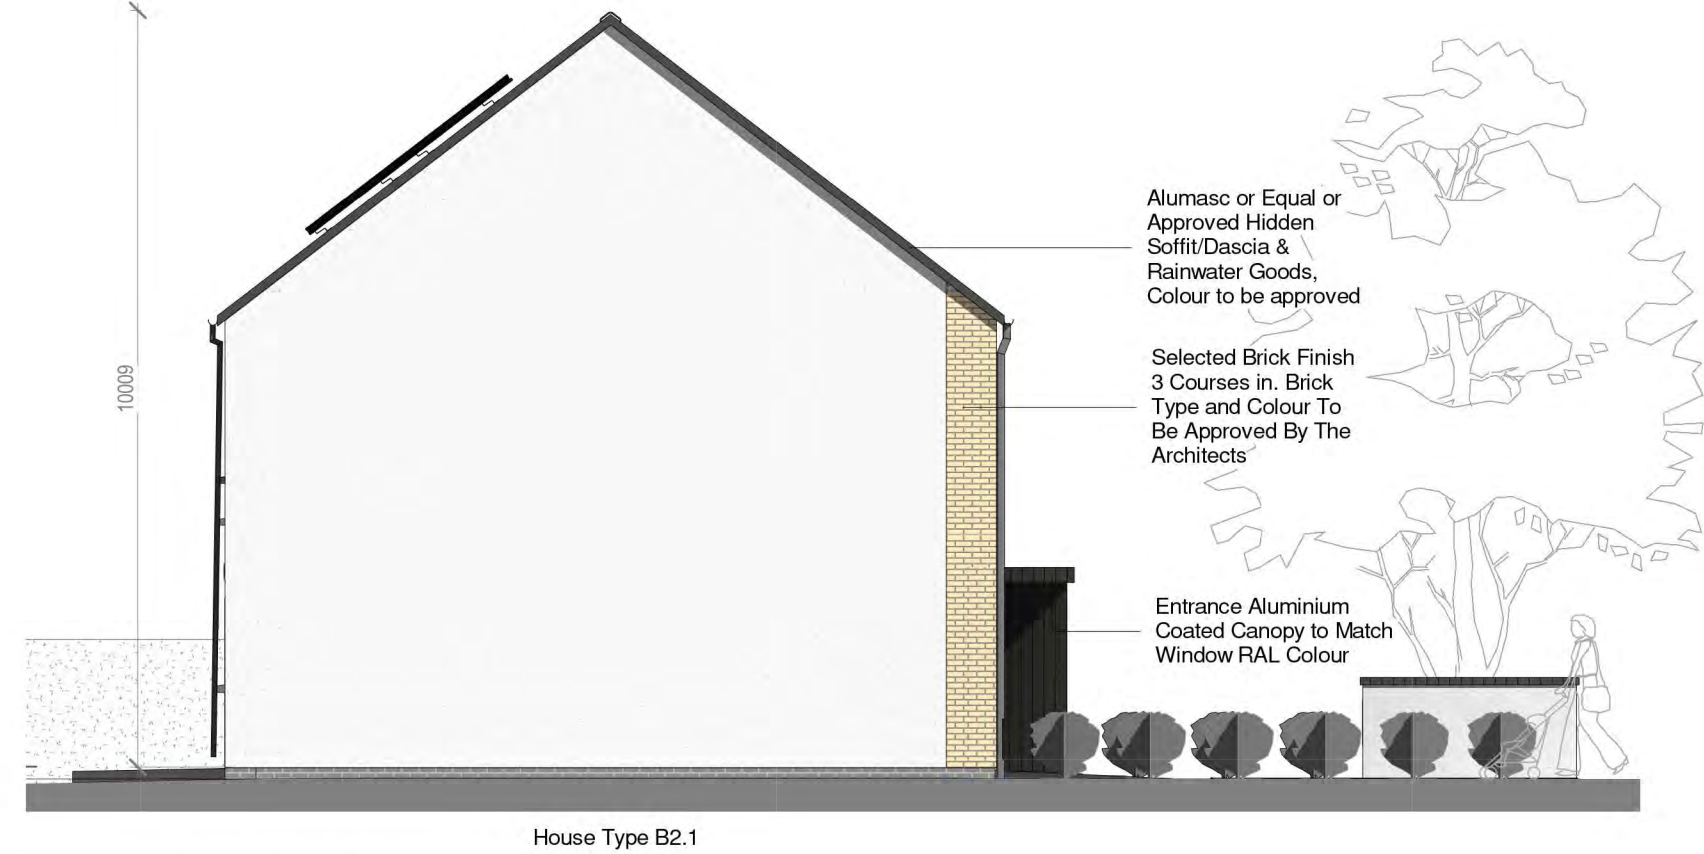 10009
Alumasc or Equal or
Approved Hidden
Soffit/Dascia &
Rainwater Goods,
Colour to be approved
Selected Brick Finish
3 Courses in. Brick
Type and Colour To
Be Approved By The
Architects
Entrance Aluminium
Coated Canopy to Match
Window RAL Colour
House Type B2.1